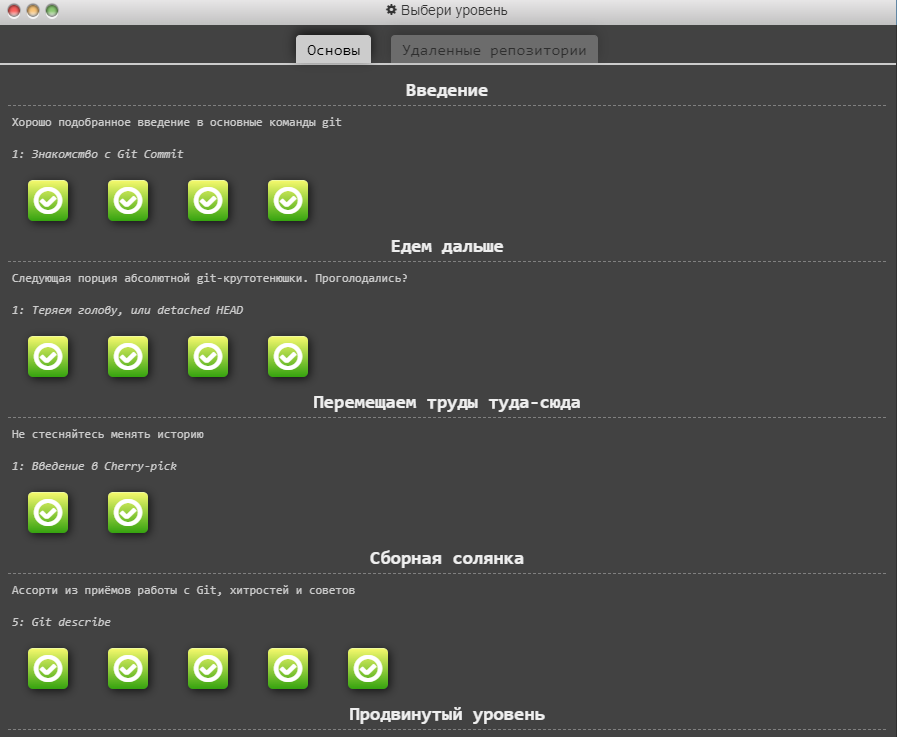 Выбери уровень
Основы
Удаленные репозитории
Введение
Хорошо подобранное введение в основные команды git
1: Знакомство с Git Commit
Едем дальше
Следующая порция абсолютной git-крутотенюшки. Проголодались?
1: Теряем голову, или detached HEAD
Перемещаем труды туда-сюда
Не стесняйтесь менять историю
1: Введение в Cherry-pick
Сборная солянка
Ассорти из приёмов работы с Git, хитростей и советов
5: Git describe
Продвинутый уровень